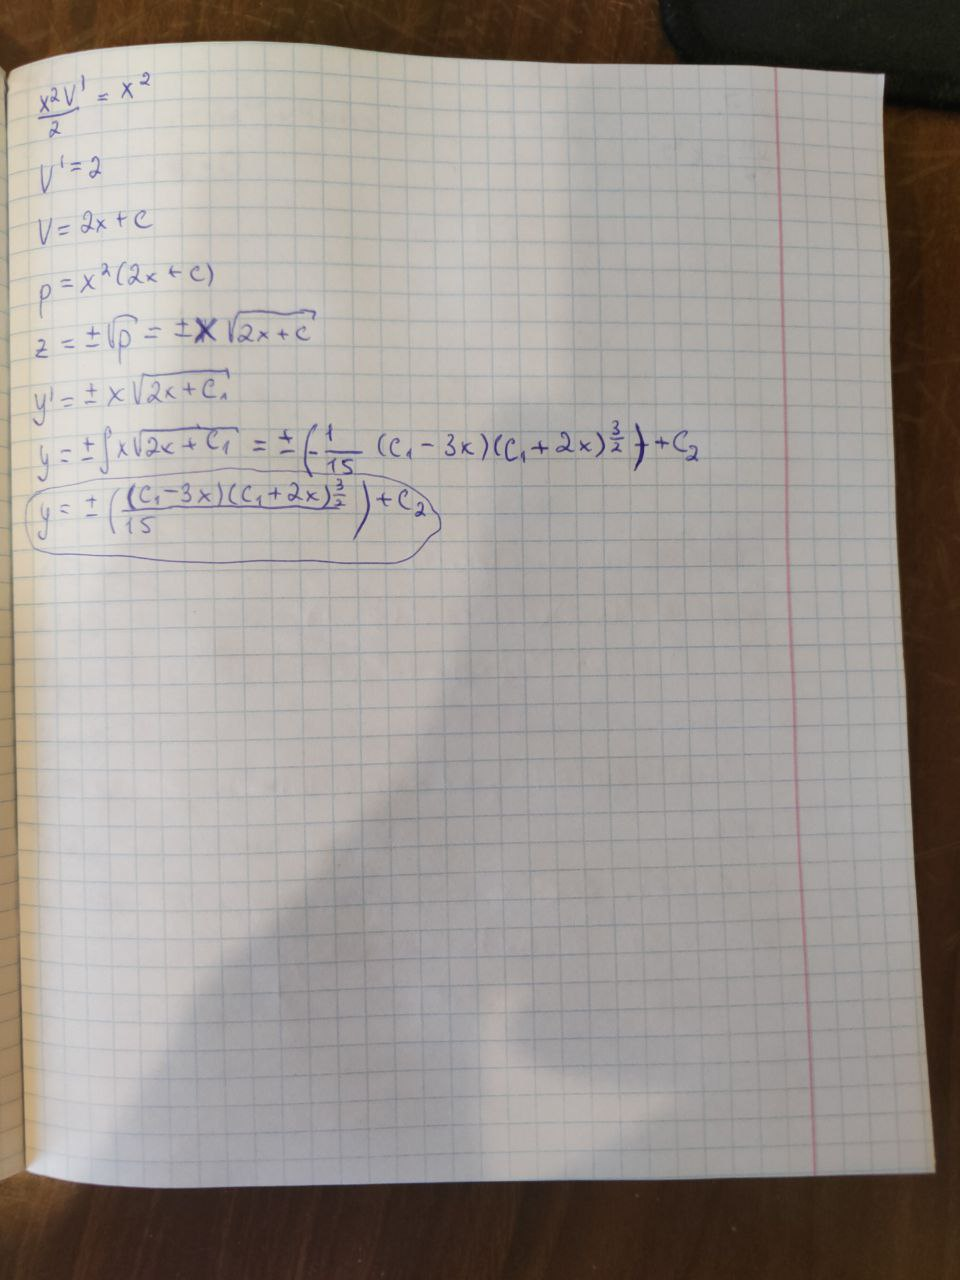 x²V'/2 = x²
V' = 2
V = 2x + C
p = x²(2x + C)
z = ±√p = ±x√(2x + C)
y' = ±x√(2x + C₁)
y = ±∫x√(2x + C₁) = ±(-1/15 (C₁ - 3x)(C₁ + 2x)^(3/2)) + C₂
y = ±((C₁ - 3x)(C₁ + 2x)^(3/2)/15) + C₂